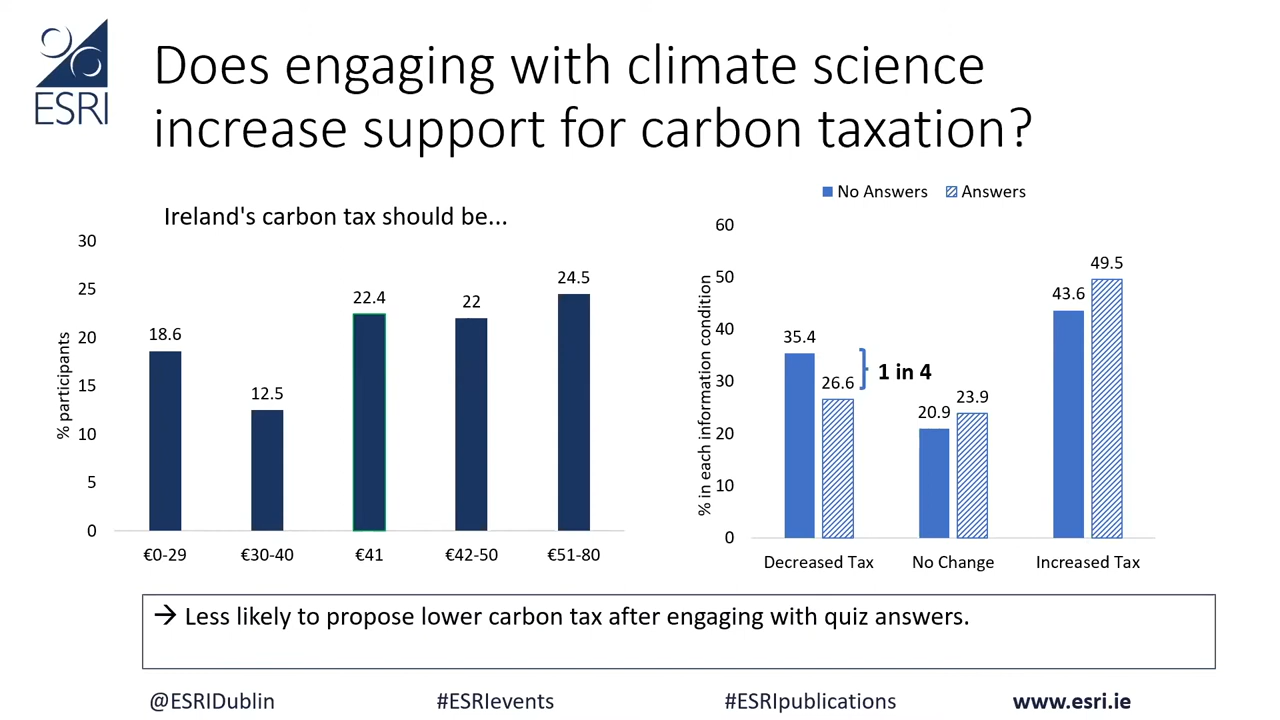 ESRI
Does engaging with climate science
increase support for carbon taxation?
Ireland's carbon tax should be...
% participants
30
25
20
15
10
5
0
18.6
12.5
22.4
22
24.5
€0-29
€30-40
€41
€42-50
€51-80
No Answers
Answers
% in each information condition
60
50
40
30
20
10
0
35.4
26.6
1 in 4
20.9
23.9
43.6
49.5
Decreased Tax
No Change
Increased Tax
→ Less likely to propose lower carbon tax after engaging with quiz answers.
@ESRIDublin
#ESRIevents
#ESRIpublications
www.esri.ie